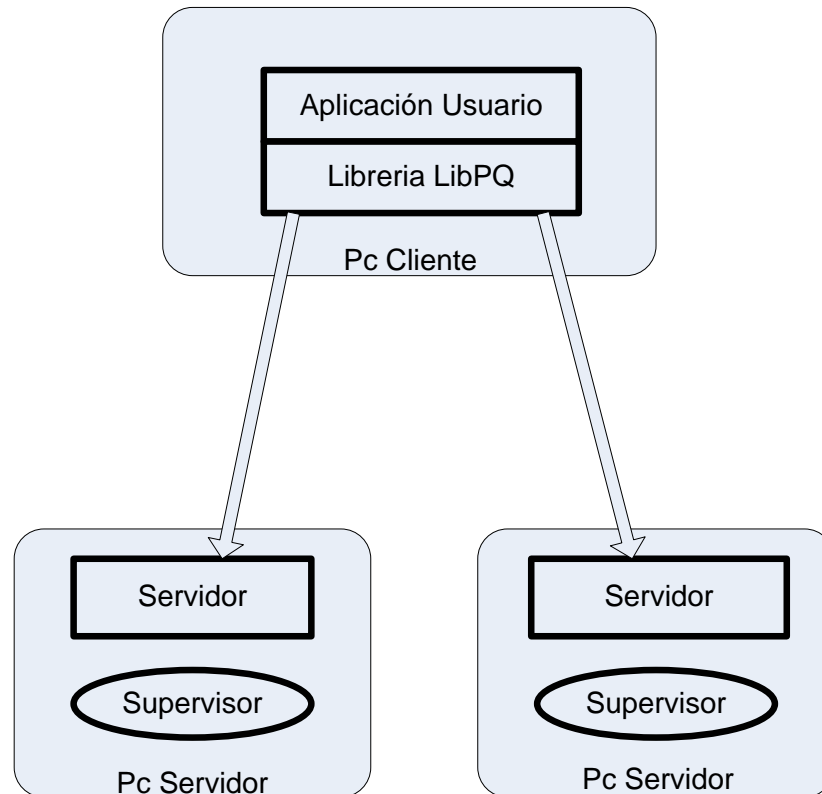 Aplicación Usuario
Libreria LibPQ
Pc Cliente
Servidor
Supervisor
Pc Servidor
Servidor
Supervisor
Pc Servidor